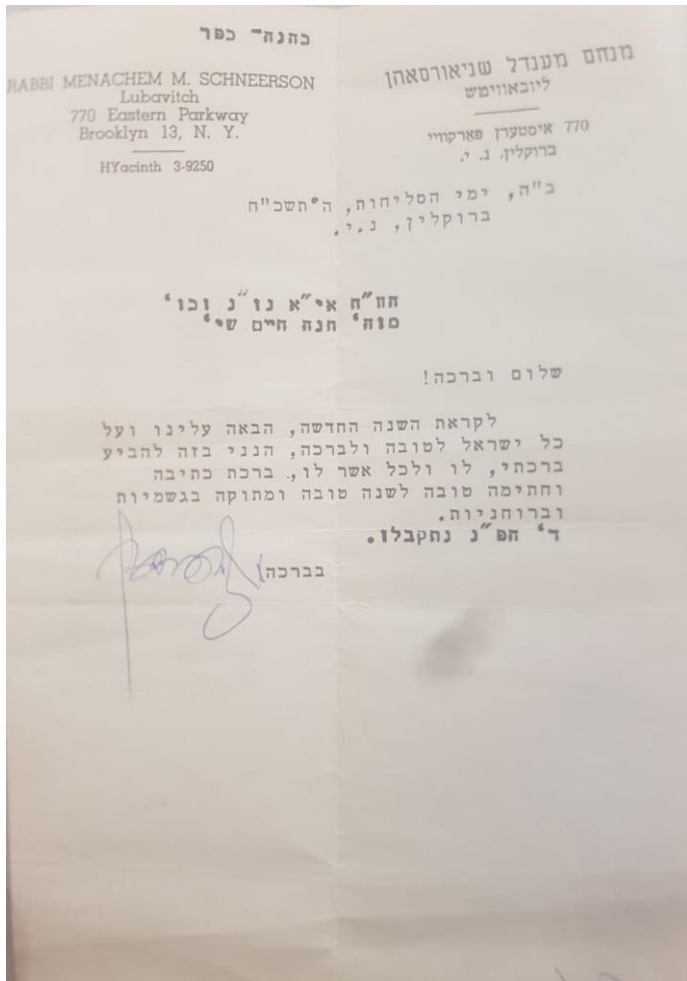 כהנה־ כפר
RABBI MENACHEM M. SCHNEERSON
Lubavitch
770 Eastern Parkway
Brooklyn 13, N. Y.
HYacinth 3-9250
מנחם מענדל שניאורסאהן
ליובאוויטש
770 איסטערן פארקוויי
ברוקלין, נ. י.
ב"ה, ימי הסליחות, ה'תשכ"ח
ברוקלין, נ.י.
הוו"ח אי"א נו"נ וכו'
מוה' חנה חיים שי'
שלום וברכה!
לקראת השנה החדשה, הבאה עלינו ועל
כל ישראל לטובה ולברכה, הנני בזה להביע
ברכתי, לו ולכל אשר לו, ברכת כתיבה
וחתימה טובה לשנה טובה ומתוקה בגשמיות
וברוחניות.
ד' הפ"נ נתקבלו.
בברכה